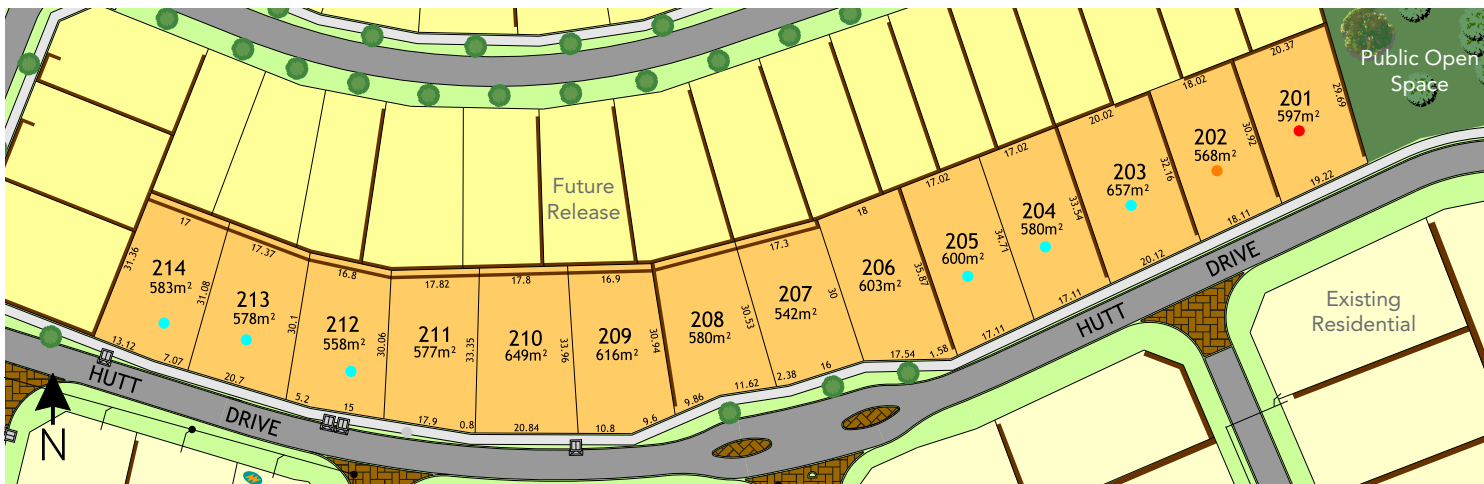 Public Open
Space
20.37
201
597m²
29.69
19.22
18.02
202
568m²
30.92
18.11
20.02
203
657m²
32.16
20.12
17.02
204
580m²
33.54
17.11
17.02
205
600m²
34.71
17.11
18
206
603m²
35.87
17.54
1.58
17.3
207
542m²
30
2.38
16
208
580m²
30.53
9.86
11.62
16.9
209
616m²
30.94
10.8
9.6
17.8
210
649m²
33.96
20.84
17.82
211
577m²
33.35
17.9
0.8
16.8
212
558m²
30.06
5.2
15
17.37
213
578m²
30.1
20.7
17
214
583m²
31.36
31.08
13.12
7.07
Future
Release
Existing
Residential
HUTT
DRIVE
HUTT
DRIVE
N